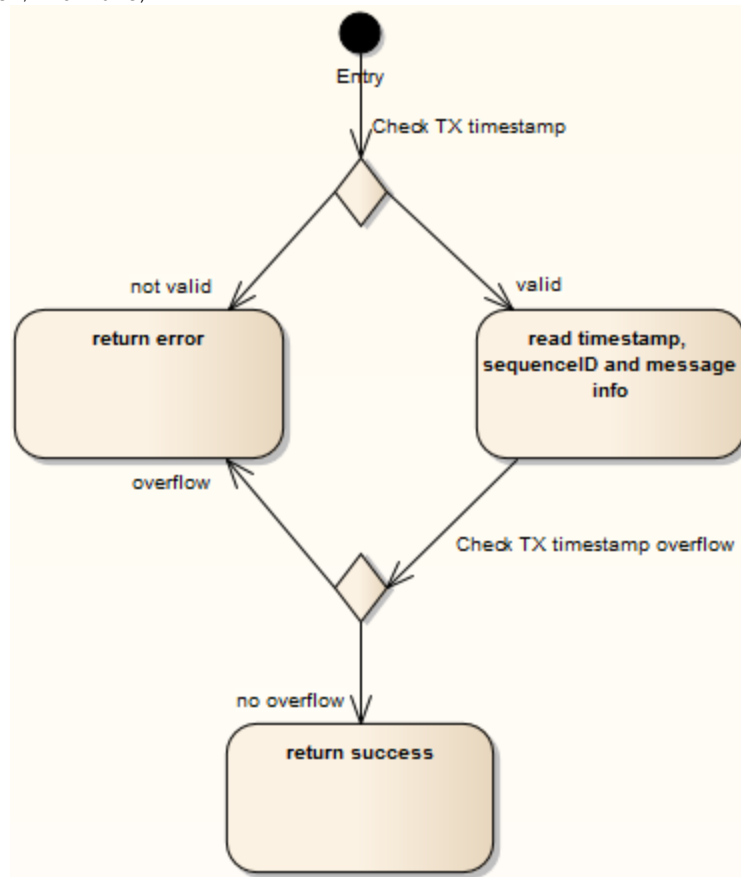 Entry
Check TX timestamp
not valid
valid
return error
read timestamp,
sequenceID and message
info
overflow
Check TX timestamp overflow
no overflow
return success